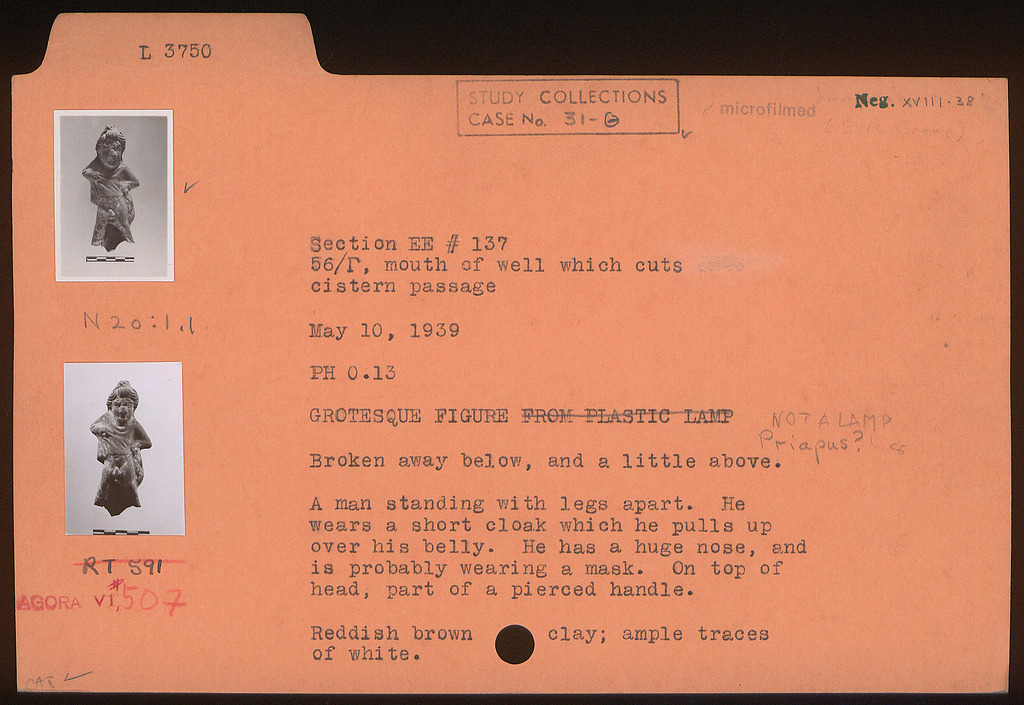 L 3750
STUDY COLLECTIONS
CASE No. 31-G
microfilmed
Neg. XVIII-38
Section EE # 137
56/Γ, mouth of well which cuts
cistern passage
N 20:1.1
May 10, 1939
PH 0.13
GROTESQUE FIGURE FROM PLASTIC LAMP
NOT A LAMP
Priapus?
Broken away below, and a little above.
A man standing with legs apart. He
wears a short cloak which he pulls up
over his belly. He has a huge nose, and
is probably wearing a mask. On top of
head, part of a pierced handle.
RT 591
AGORA VI, #507
Reddish brown clay; ample traces
of white.
CAT